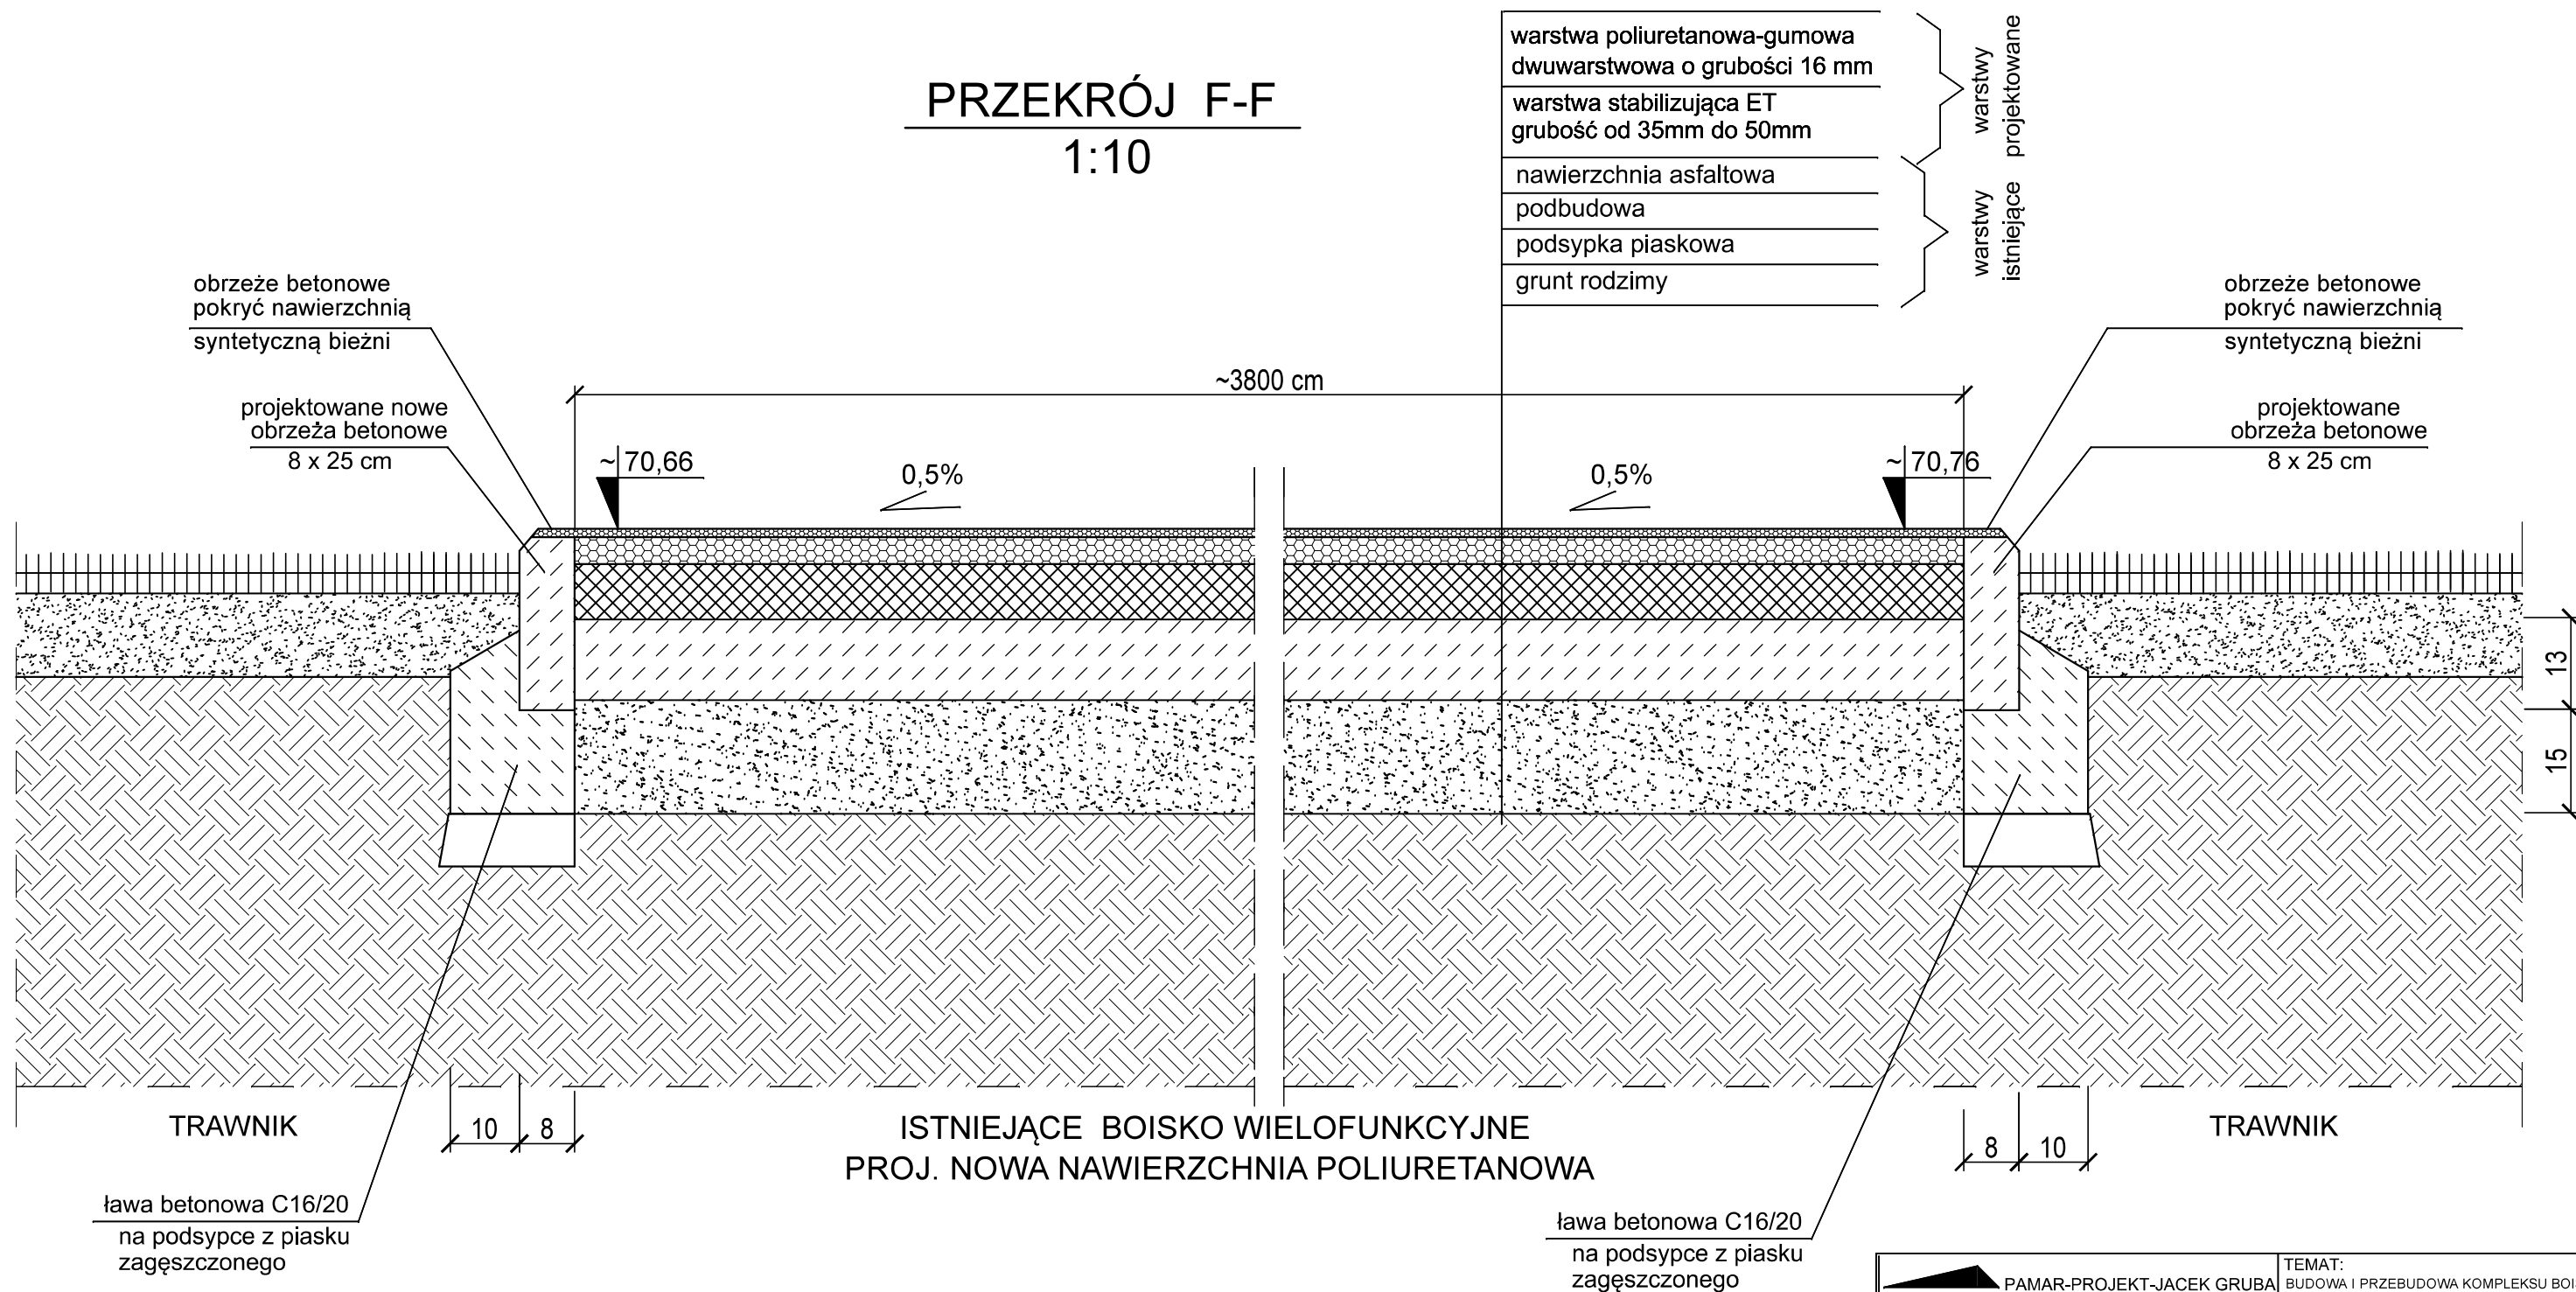 PRZEKRÓJ F-F
1:10
warstwa poliuretanowa-gumowa
dwuwarstwowa o grubości 16 mm
warstwa stabilizująca ET
grubość od 35mm do 50mm
nawierzchnia asfaltowa
podbudowa
podsypka piaskowa
grunt rodzimy
warstwy
projektowane
warstwy
istniejące
obrzeże betonowe
pokryć nawierzchnią
syntetyczną bieżni
projektowane nowe
obrzeża betonowe
8 x 25 cm
~3800 cm
obrzeże betonowe
pokryć nawierzchnią
syntetyczną bieżni
projektowane
obrzeża betonowe
8 x 25 cm
~ 70,66
0,5%
0,5%
~ 70,76
13
15
TRAWNIK
10
8
ISTNIEJĄCE BOISKO WIELOFUNKCYJNE
PROJ. NOWA NAWIERZCHNIA POLIURETANOWA
8
10
TRAWNIK
ława betonowa C16/20
na podsypce z piasku
zagęszczonego
ława betonowa C16/20
na podsypce z piasku
zagęszczonego
PAMAR-PROJEKT-JACEK GRUBA
TEMAT:
BUDOWA I PRZEBUDOWA KOMPLEKSU BOI